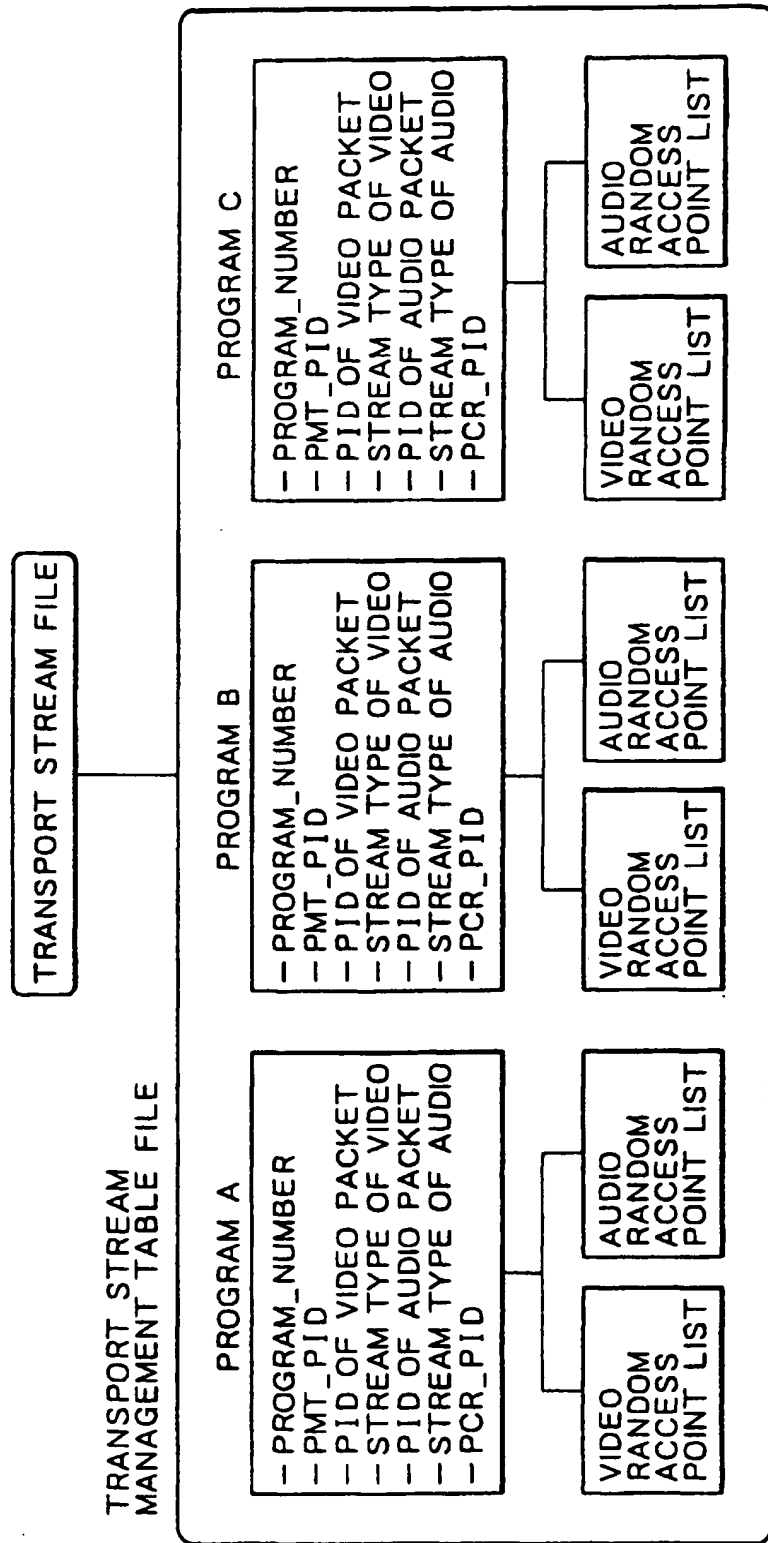 TRANSPORT STREAM FILE
TRANSPORT STREAM
MANAGEMENT TABLE FILE
PROGRAM A
— PROGRAM_NUMBER
— PMT_PID
— PID OF VIDEO PACKET
— STREAM TYPE OF VIDEO
— PID OF AUDIO PACKET
— STREAM TYPE OF AUDIO
— PCR_PID
VIDEO
RANDOM
ACCESS
POINT LIST
AUDIO
RANDOM
ACCESS
POINT LIST
PROGRAM B
— PROGRAM_NUMBER
— PMT_PID
— PID OF VIDEO PACKET
— STREAM TYPE OF VIDEO
— PID OF AUDIO PACKET
— STREAM TYPE OF AUDIO
— PCR_PID
VIDEO
RANDOM
ACCESS
POINT LIST
AUDIO
RANDOM
ACCESS
POINT LIST
PROGRAM C
— PROGRAM_NUMBER
— PMT_PID
— PID OF VIDEO PACKET
— STREAM TYPE OF VIDEO
— PID OF AUDIO PACKET
— STREAM TYPE OF AUDIO
— PCR_PID
VIDEO
RANDOM
ACCESS
POINT LIST
AUDIO
RANDOM
ACCESS
POINT LIST